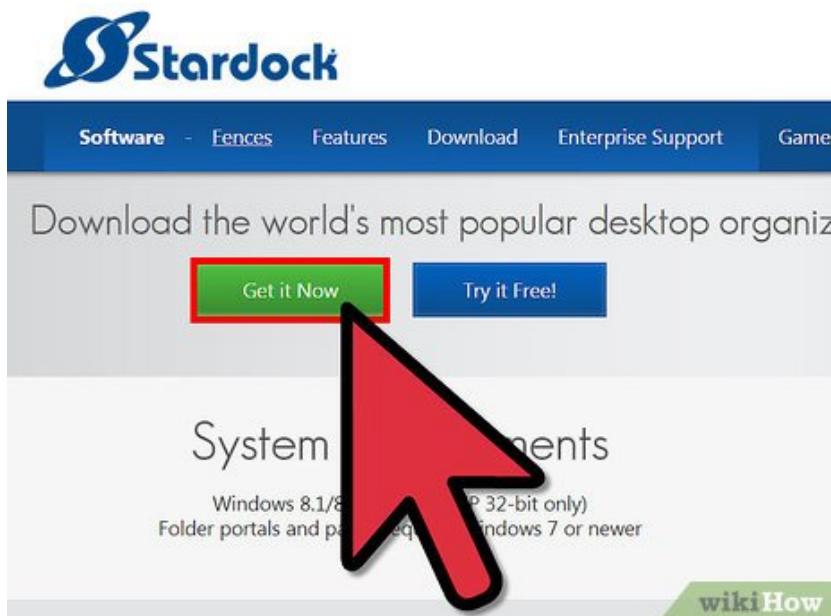 Stardock
Software - Fences Features Download Enterprise Support Game
Download the world's most popular desktop organiz
Get it Now Try it Free!
System ments
Windows 8.1/8 P 32-bit only)
Folder portals and pa indows 7 or newer
wikiHow